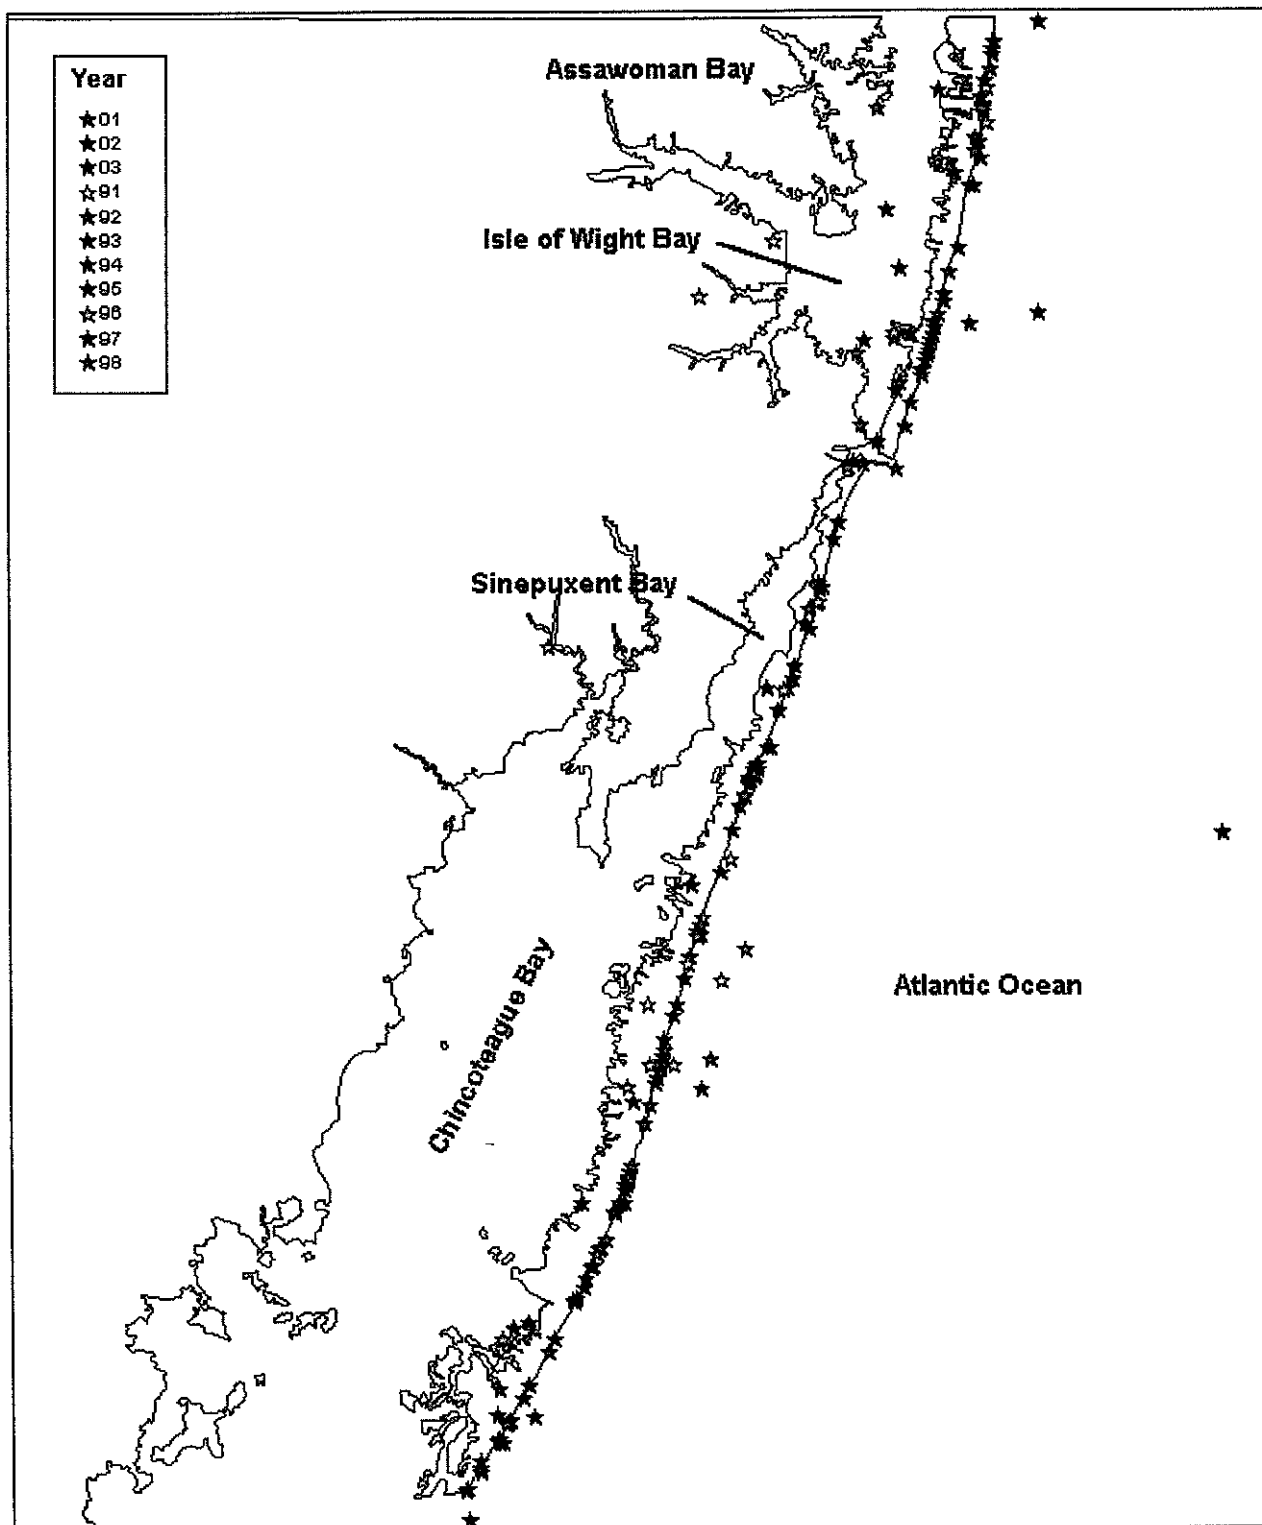 Year
01
02
03
91
92
93
94
95
96
97
98
Assawoman Bay
Isle of Wight Bay
Sinepuxent Bay
Atlantic Ocean
Chincoteague Bay